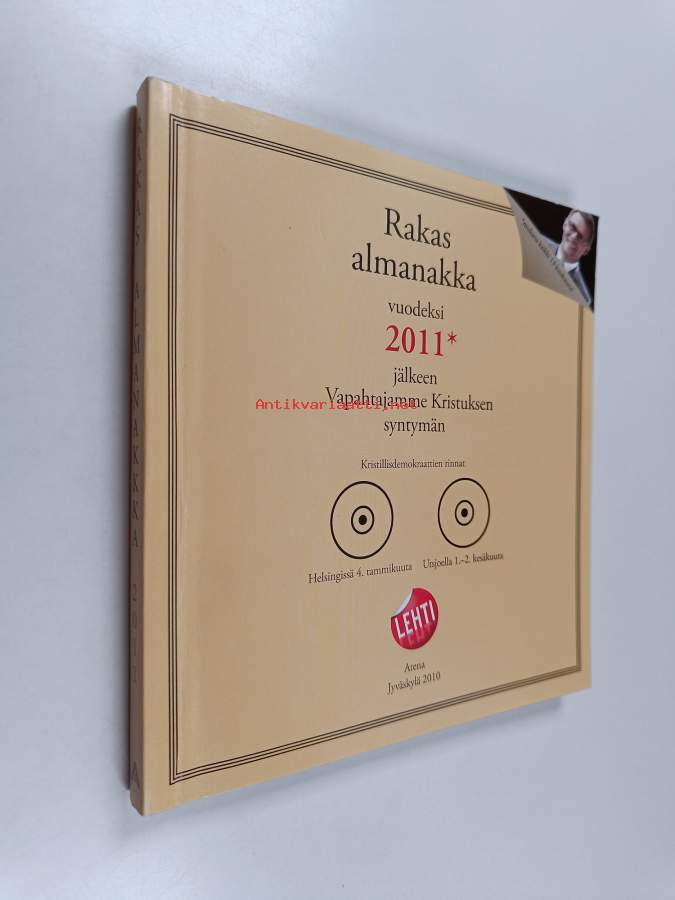 RAKAS ALMANAKKA 2011
Rakas
almanakka
vuodeksi
2011*
jälkeen
Vapahtajamme Kristuksen
Antikvariaatti.net
syntymän
Kristillisdemokraattien rinnat
Helsingissä 4. tammikuuta
Utsjoella 1.–2. kesäkuuta
LEHTI
Arena
Jyväskylä 2010